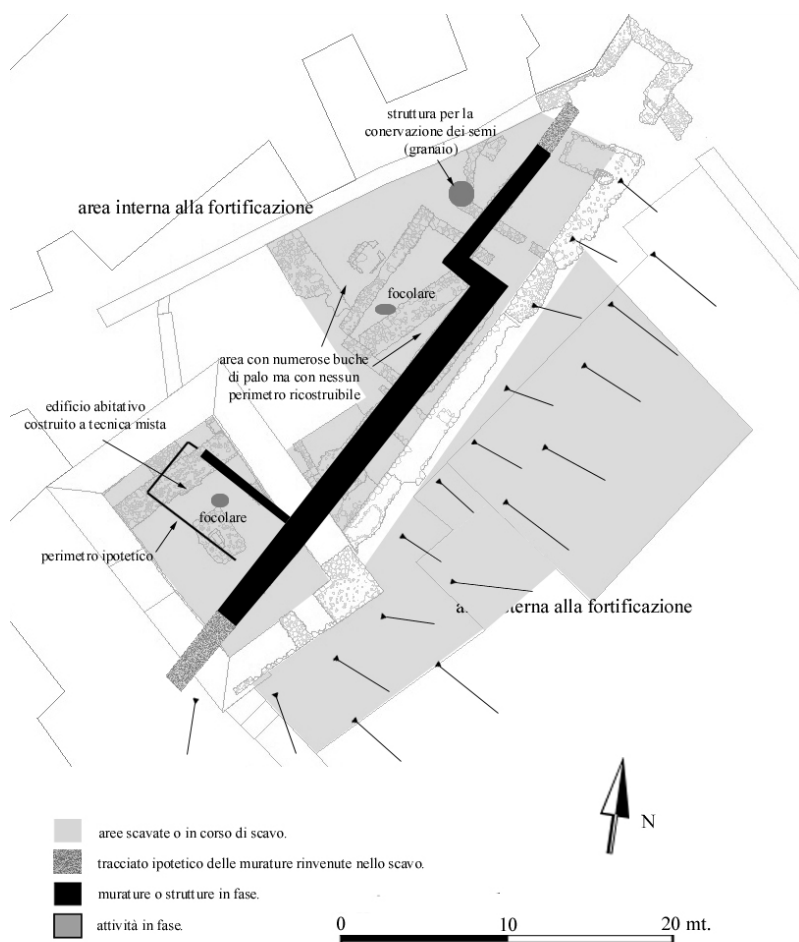 struttura per la
conervazione dei semi
(granaio)
area interna alla fortificazione
focolare
area con numerose buche
di palo ma con nessun
perimetro ricostruibile
edificio abitativo
costruito a tecnica mista
focolare
perimetro ipotetico
terna alla fortificazione
N
aree scavate o in corso di scavo.
tracciato ipotetico delle murature rinvenute nello scavo.
murature o strutture in fase.
attività in fase.
0 10 20 mt.